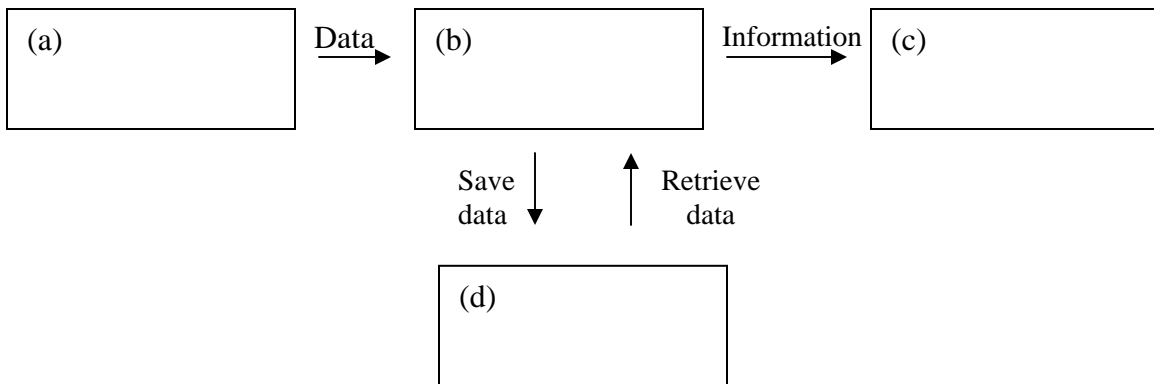 (a)
Data
(b)
Information
(c)
Save
data
Retrieve
data
(d)